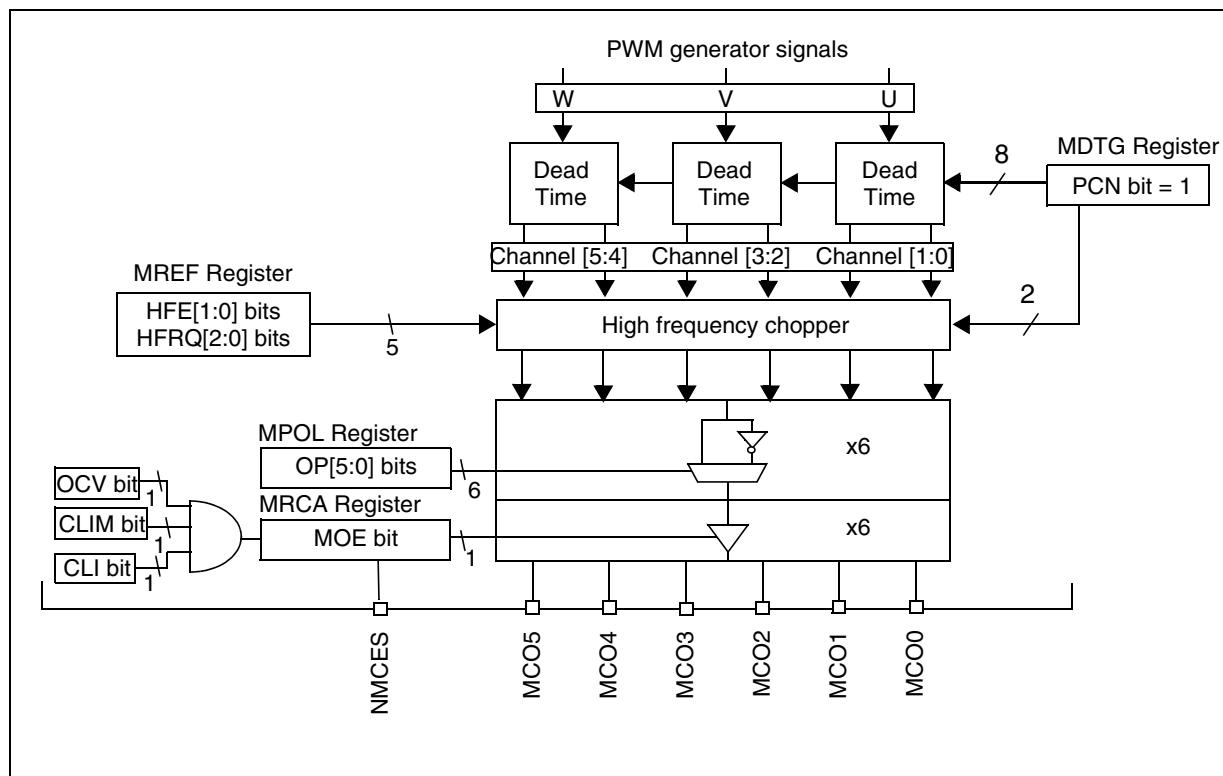 PWM generator signals
W V U
MDTG Register
8
PCN bit = 1
Dead Time
Dead Time
Dead Time
Channel [5:4] Channel [3:2] Channel [1:0]
MREF Register
HFE[1:0] bits
HFRQ[2:0] bits
5
High frequency chopper
2
MPOL Register
OP[5:0] bits
6
x6
OCV bit
1
CLIM bit
1
CLI bit
1
MRCA Register
MOE bit
1
x6
NMCES
MCO5
MCO4
MCO3
MCO2
MCO1
MCO0